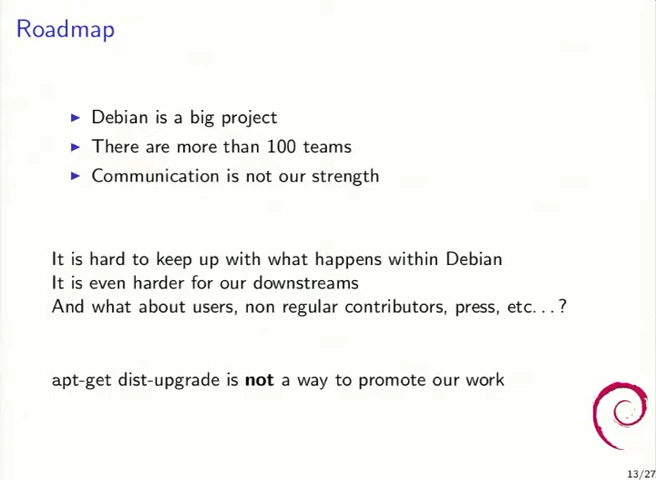 Roadmap
Debian is a big project
There are more than 100 teams
Communication is not our strength
It is hard to keep up with what happens within Debian
It is even harder for our downstreams
And what about users, non regular contributors, press, etc...?
apt-get dist-upgrade is not a way to promote our work
13/27